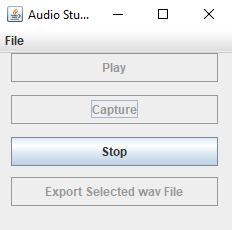 Audio Stu...
File
Play
Capture
Stop
Export Selected wav File